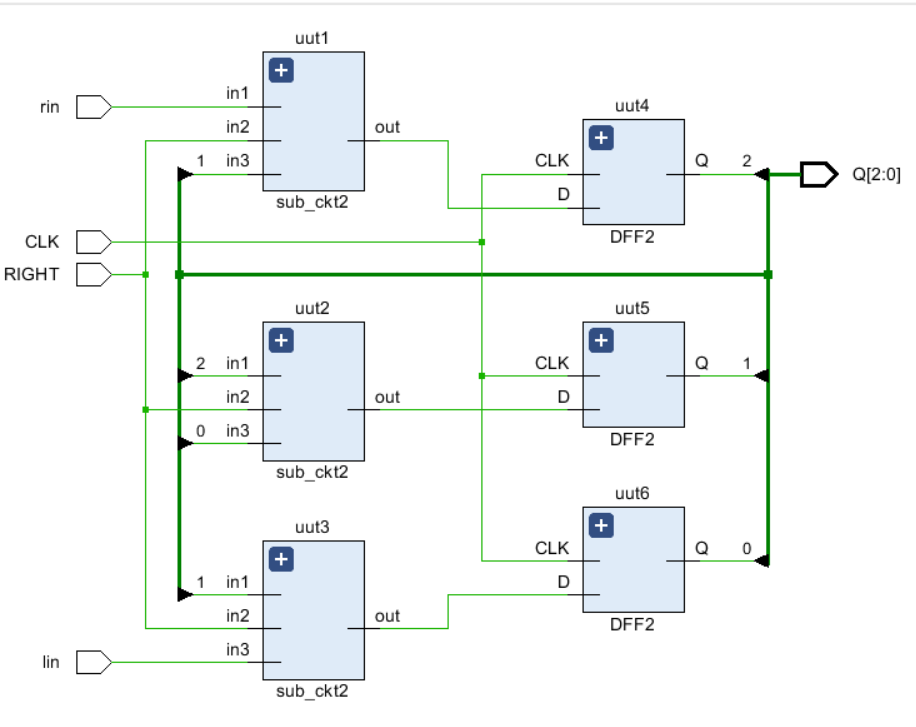 uut1
rin
in1
in2
1 in3
out
sub_ckt2
uut4
CLK
D
Q 2
DFF2
Q[2:0]
CLK
RIGHT
uut2
2 in1
in2
0 in3
out
sub_ckt2
uut5
CLK
D
Q 1
DFF2
uut3
1 in1
in2
in3
out
sub_ckt2
lin
uut6
CLK
D
Q 0
DFF2